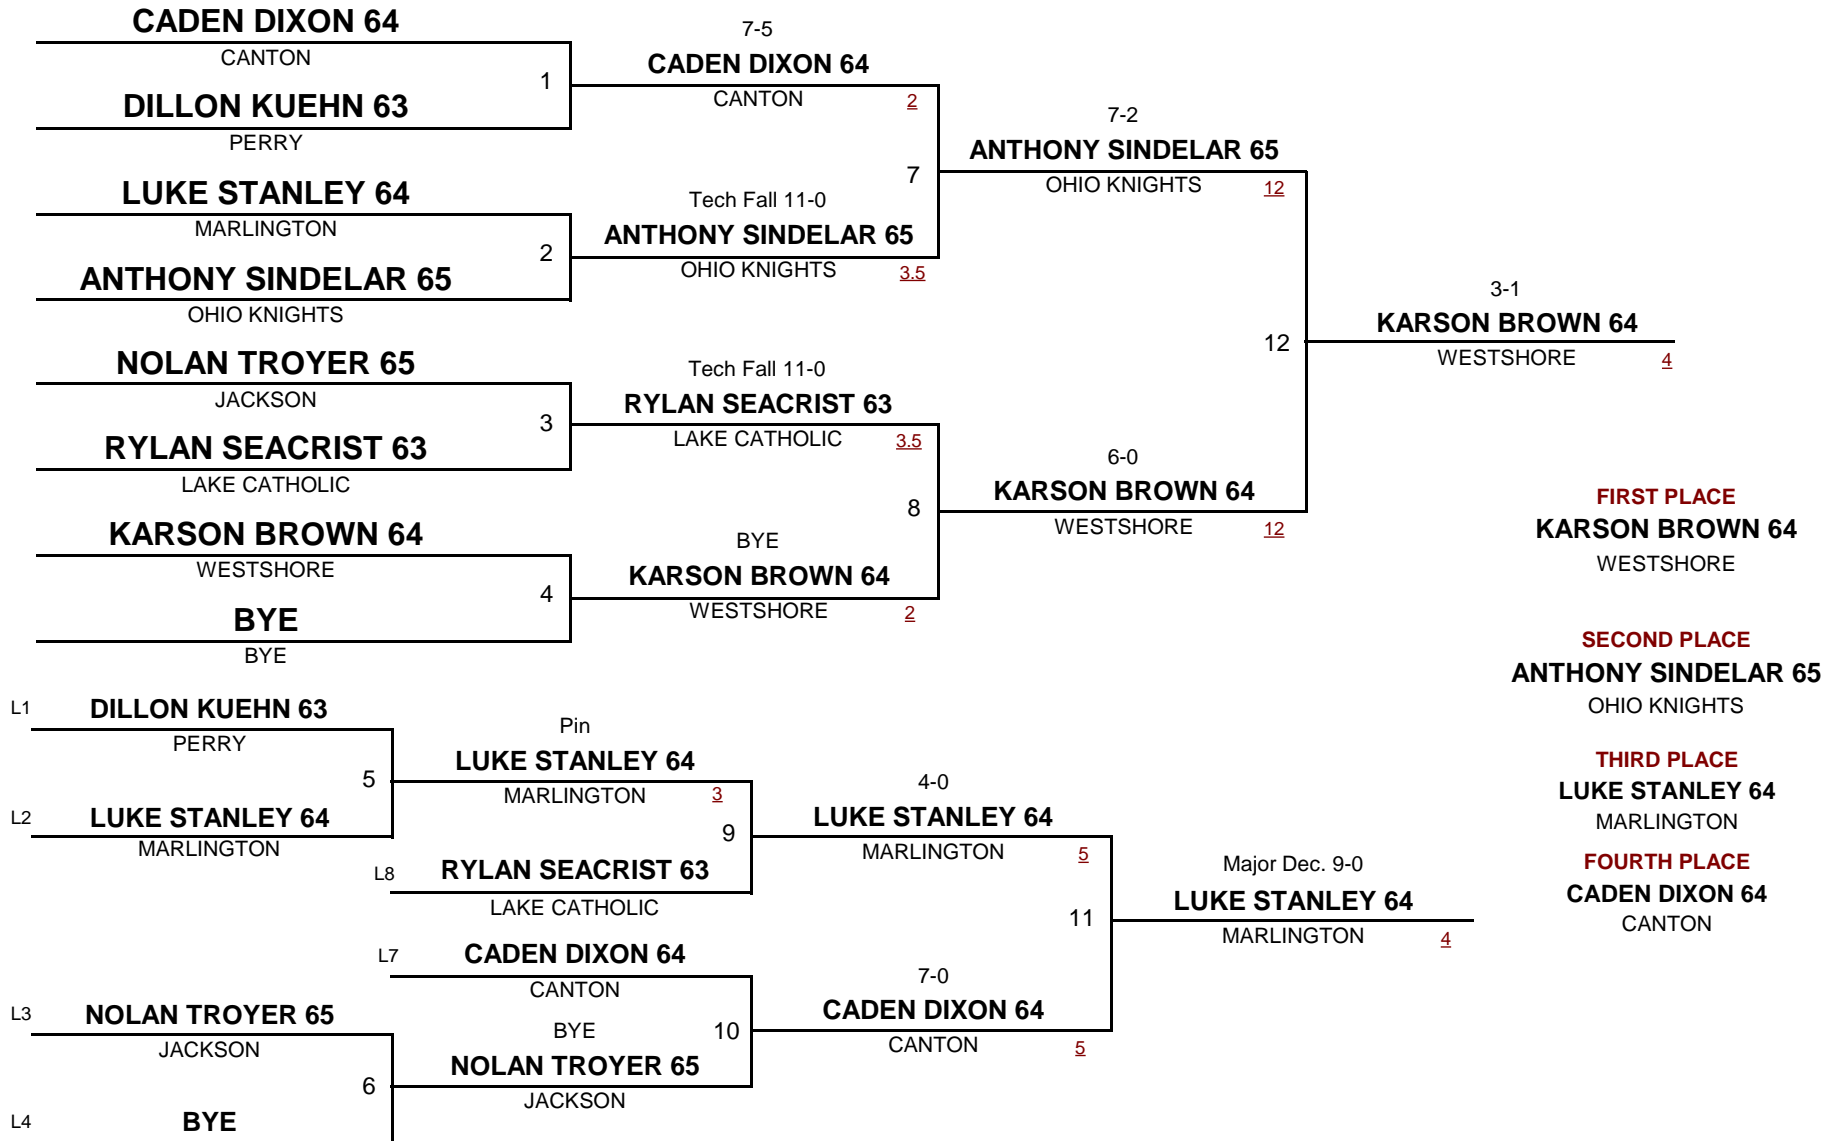 CADEN DIXON 64
CANTON
1
DILLON KUEHN 63
PERRY
LUKE STANLEY 64
MARLINGTON
2
ANTHONY SINDELAR 65
OHIO KNIGHTS
NOLAN TROYER 65
JACKSON
3
RYLAN SEACRIST 63
LAKE CATHOLIC
KARSON BROWN 64
WESTSHORE
4
BYE
BYE
7-5
CADEN DIXON 64
CANTON 2
7
Tech Fall 11-0
ANTHONY SINDELAR 65
OHIO KNIGHTS 3.5
Tech Fall 11-0
RYLAN SEACRIST 63
LAKE CATHOLIC 3.5
8
BYE
KARSON BROWN 64
WESTSHORE 2
7-2
ANTHONY SINDELAR 65
OHIO KNIGHTS 12
12
6-0
KARSON BROWN 64
WESTSHORE 12
3-1
KARSON BROWN 64
WESTSHORE 4
FIRST PLACE
KARSON BROWN 64
WESTSHORE
SECOND PLACE
ANTHONY SINDELAR 65
OHIO KNIGHTS
THIRD PLACE
LUKE STANLEY 64
MARLINGTON
FOURTH PLACE
CADEN DIXON 64
CANTON
L1 DILLON KUEHN 63
PERRY
5
L2 LUKE STANLEY 64
MARLINGTON
L3 NOLAN TROYER 65
JACKSON
6
L4 BYE
Pin
LUKE STANLEY 64
MARLINGTON 3
9
L8 RYLAN SEACRIST 63
LAKE CATHOLIC
L7 CADEN DIXON 64
CANTON
BYE 10
NOLAN TROYER 65
JACKSON
4-0
LUKE STANLEY 64
MARLINGTON 5
11
7-0
CADEN DIXON 64
CANTON 5
Major Dec. 9-0
LUKE STANLEY 64
MARLINGTON 4